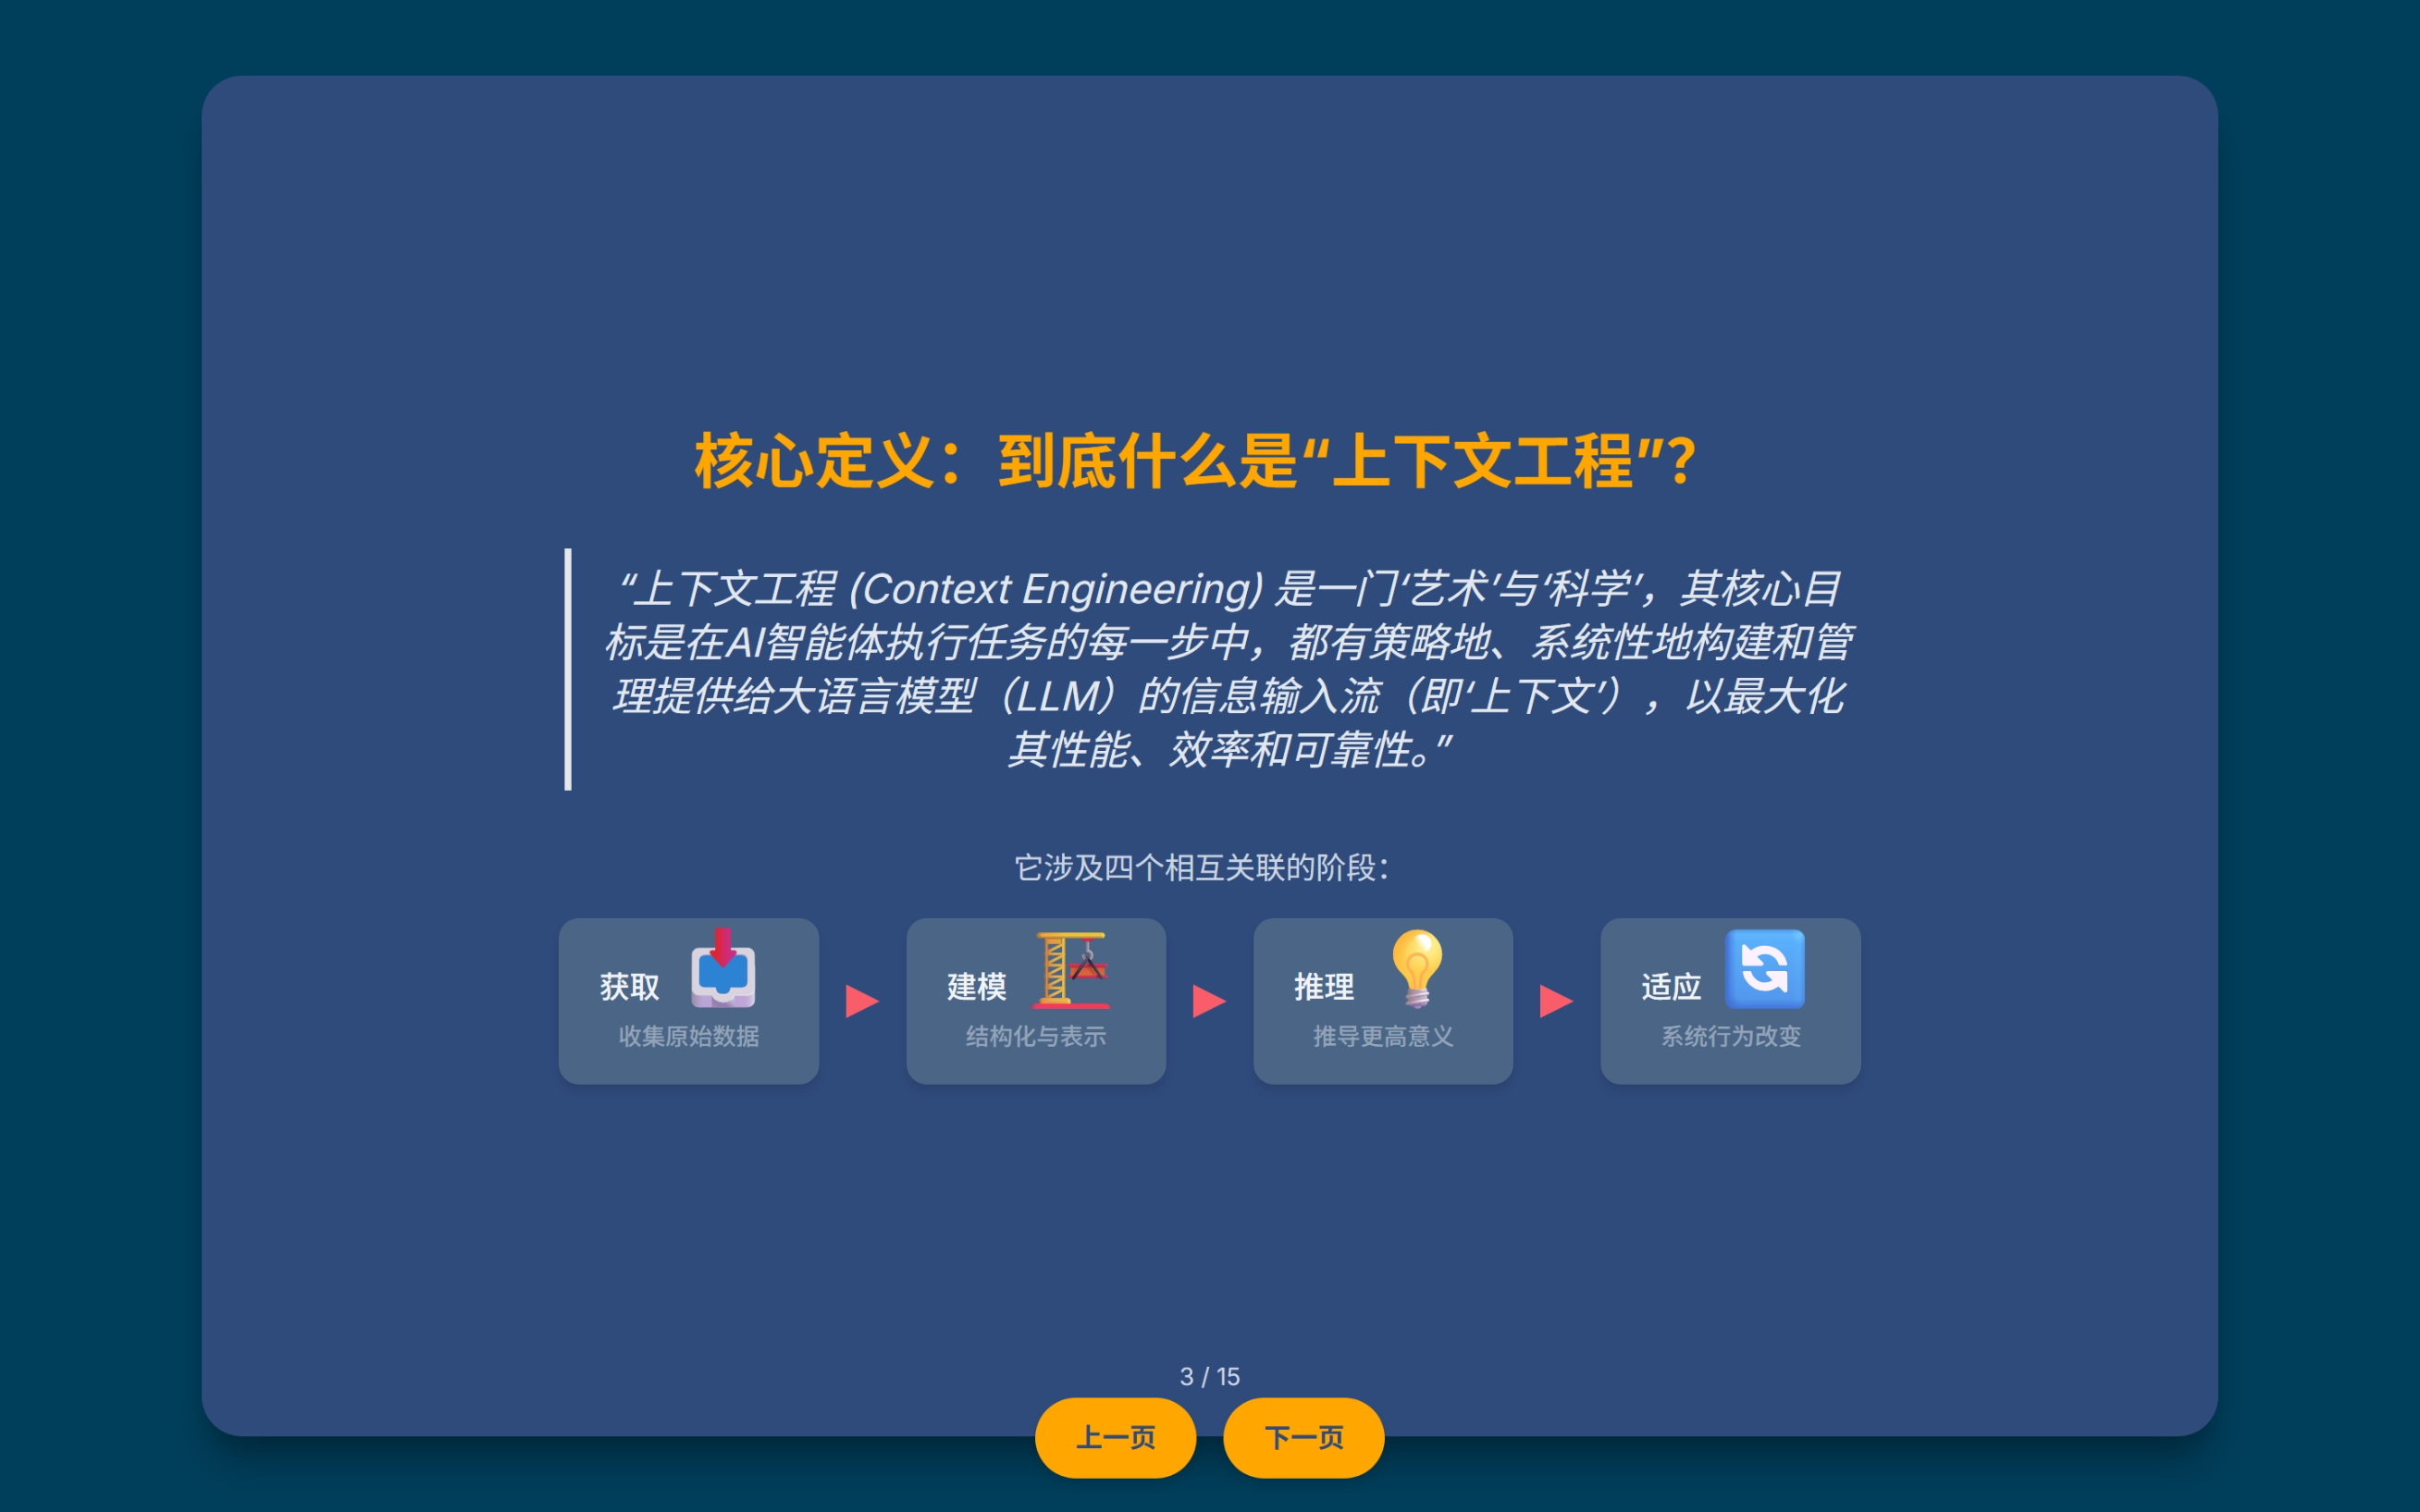 核心定义：到底什么是“上下文工程”？
“上下文工程 (Context Engineering) 是一门‘艺术’与‘科学’，其核心目
标是在AI智能体执行任务的每一步中，都有策略地、系统性地构建和管
理提供给大语言模型（LLM）的信息输入流（即‘上下文’），以最大化
其性能、效率和可靠性。”
它涉及四个相互关联的阶段：
获取
收集原始数据
建模
结构化与表示
推理
推导更高意义
适应
系统行为改变
3 / 15
上一页
下一页